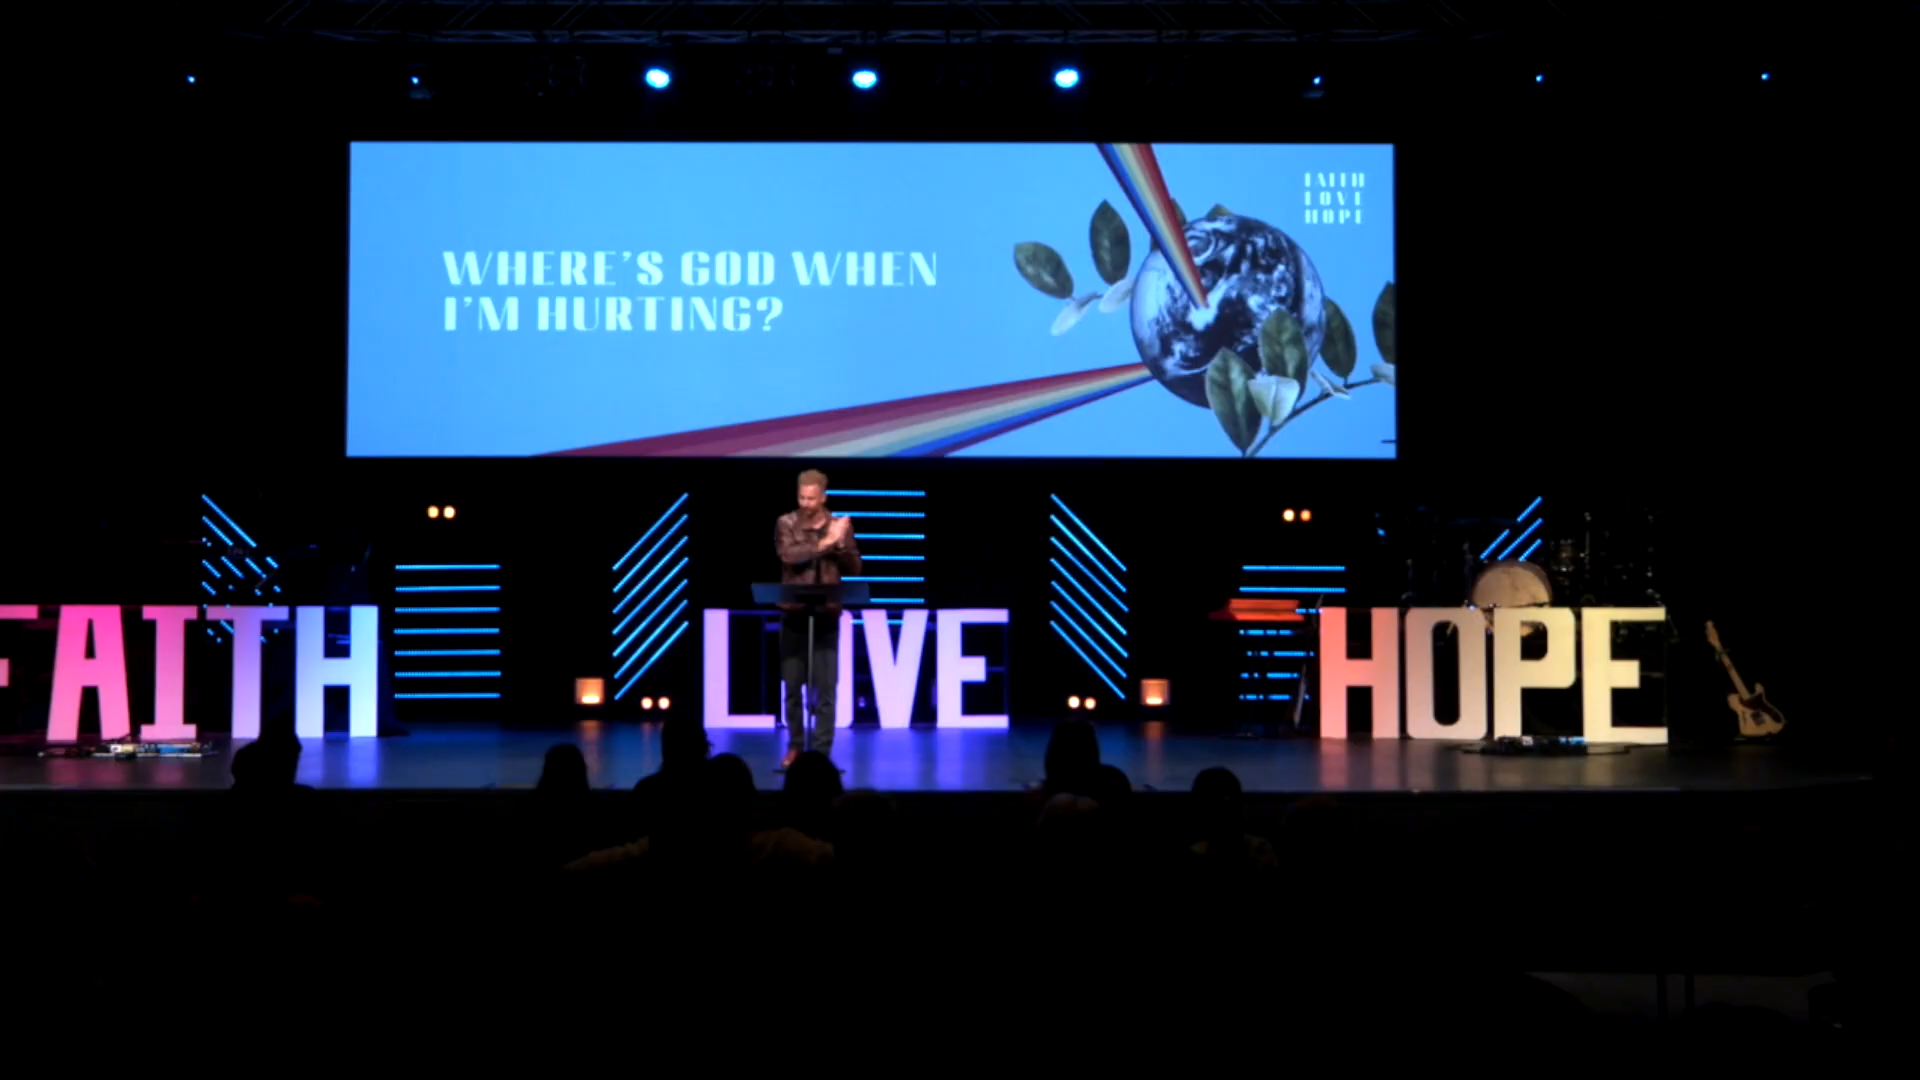 FAITH
LOVE
HOPE
WHERE'S GOD WHEN
I'M HURTING?
FAITH
LOVE
HOPE